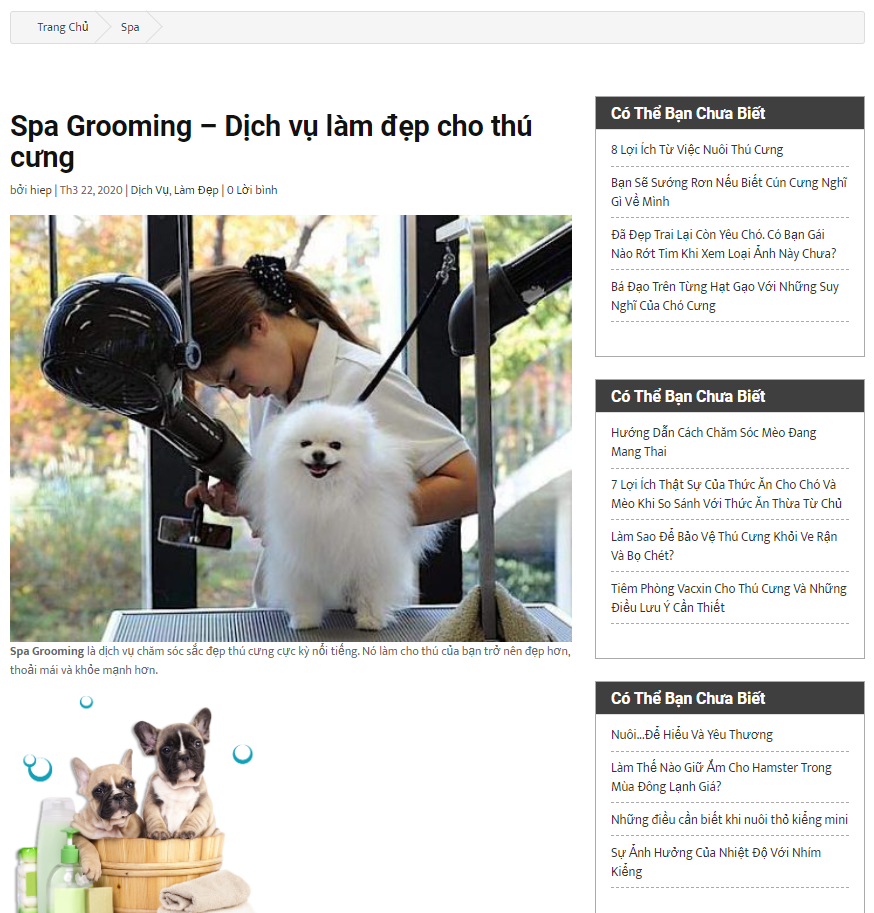 Trang Chủ
Spa
Spa Grooming – Dịch vụ làm đẹp cho thú
cưng
bởi hiep | Th3 22, 2020 | Dịch Vụ, Làm Đẹp | 0 Lời bình
Spa Grooming là dịch vụ chăm sóc sắc đẹp thú cưng cực kỳ nổi tiếng. Nó làm cho thú của bạn trở nên đẹp hơn,
thoải mái và khỏe mạnh hơn.
Có Thể Bạn Chưa Biết
8 Lợi Ích Từ Việc Nuôi Thú Cưng
Bạn Sẽ Sướng Rơn Nếu Biết Cún Cưng Nghĩ
Gì Về Mình
Đã Đẹp Trai Lại Còn Yêu Chó. Có Bạn Gái
Nào Rớt Tim Khi Xem Loại Ảnh Này Chưa?
Bá Đạo Trên Từng Hạt Gạo Với Những Suy
Nghĩ Của Chó Cưng
Có Thể Bạn Chưa Biết
Hướng Dẫn Cách Chăm Sóc Mèo Đang
Mang Thai
7 Lợi Ích Thật Sự Của Thức Ăn Cho Chó Và
Mèo Khi So Sánh Với Thức Ăn Thừa Từ Chủ
Làm Sao Để Bảo Vệ Thú Cưng Khỏi Ve Rận
Và Bọ Chét?
Tiêm Phòng Vacxin Cho Thú Cưng Và Những
Điều Lưu Ý Cần Thiết
Có Thể Bạn Chưa Biết
Nuôi...Để Hiểu Và Yêu Thương
Làm Thế Nào Giữ Ấm Cho Hamster Trong
Mùa Đông Lạnh Giá?
Những điều cần biết khi nuôi thỏ kiểng mini
Sự Ảnh Hưởng Của Nhiệt Độ Với Nhím
Kiểng